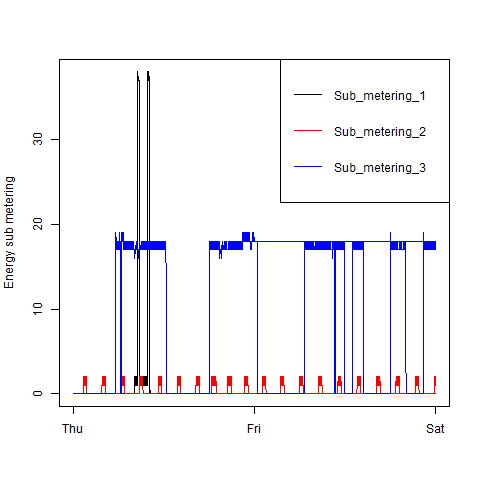 Sub_metering_1
Sub_metering_2
Sub_metering_3
Energy sub metering
30
20
10
0
Thu Fri Sat